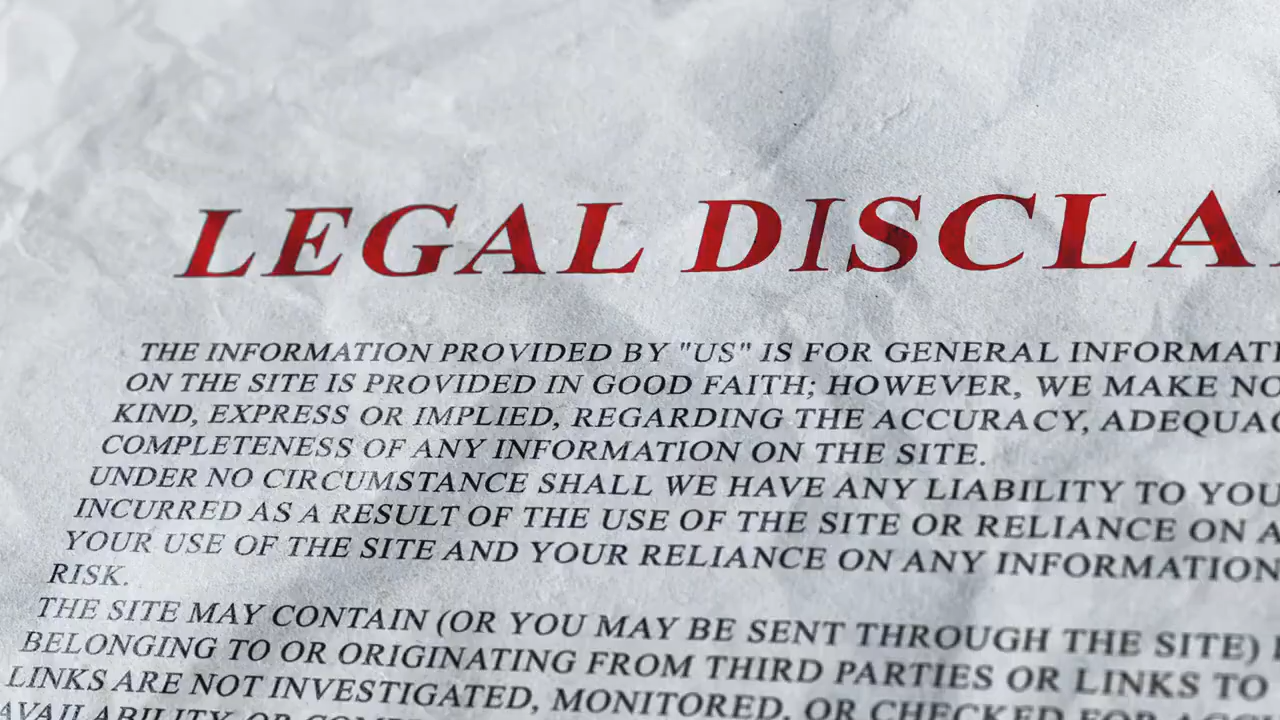 LEGAL DISCLA
THE INFORMATION PROVIDED BY "US" IS FOR GENERAL INFORMATI
ON THE SITE IS PROVIDED IN GOOD FAITH; HOWEVER, WE MAKE NO
KIND, EXPRESS OR IMPLIED, REGARDING THE ACCURACY, ADEQUAC
COMPLETENESS OF ANY INFORMATION ON THE SITE.
UNDER NO CIRCUMSTANCE SHALL WE HAVE ANY LIABILITY TO YOU
INCURRED AS A RESULT OF THE USE OF THE SITE OR RELIANCE ON A
YOUR USE OF THE SITE AND YOUR RELIANCE ON ANY INFORMATION
RISK.
THE SITE MAY CONTAIN (OR YOU MAY BE SENT THROUGH THE SITE)
BELONGING TO OR ORIGINATING FROM THIRD PARTIES OR LINKS TO
LINKS ARE NOT INVESTIGATED, MONITORED, OR CHECKED FOR
AVAILABILITY OR